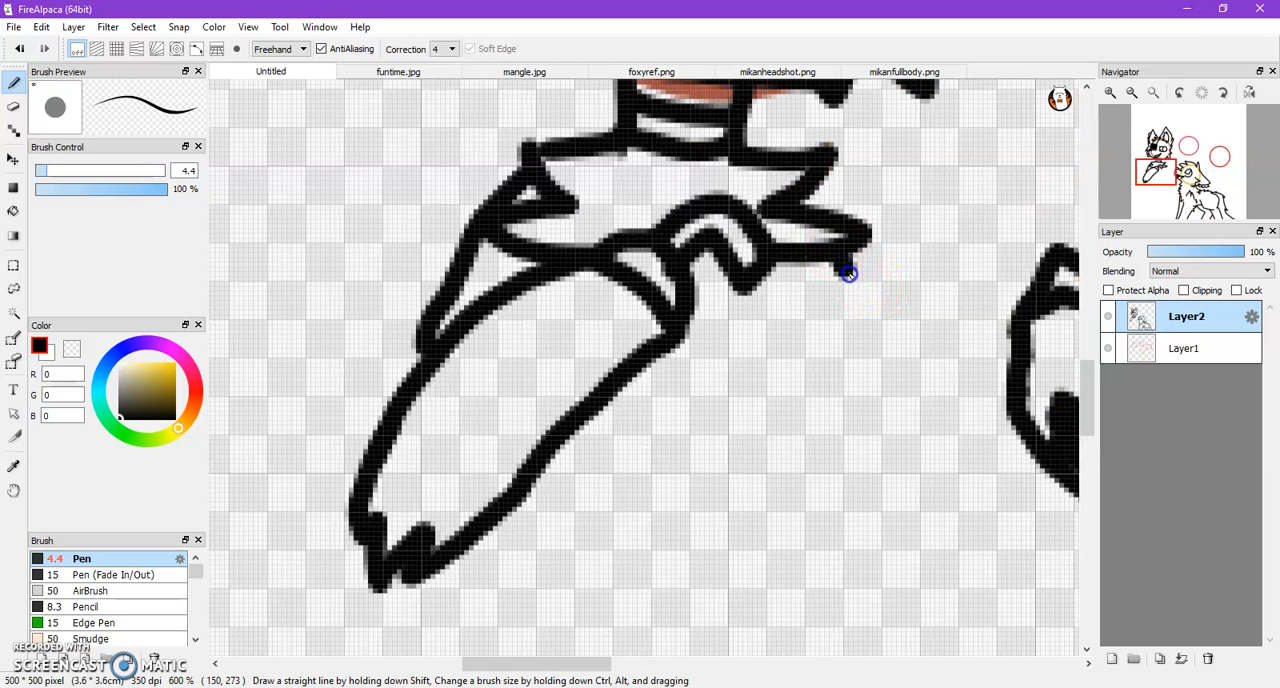 FireAlpaca (64bit)
File Edit Layer Filter Select Snap Color View Tool Window Help
OFF Freehand AntiAliasing Correction 4 Soft Edge
Brush Preview
Untitled funtime.jpg mangle.jpg foxyref.png mikanheadshot.png mikanfullbody.png
Navigator
Brush Control
4.4
100 %
Layer
Opacity 100 %
Blending Normal
Protect Alpha Clipping Lock
Layer2
Layer1
Color
R 0
G 0
B 0
Brush
4.4 Pen
15 Pen (Fade In/Out)
50 AirBrush
8.3 Pencil
15 Edge Pen
50 Smudge
RECORDED WITH
SCREENCAST MATIC
500 * 500 pixel (3.6 * 3.6cm) 350 dpi 600 % ( 150, 273 ) Draw a straight line by holding down Shift, Change a brush size by holding down Ctrl, Alt, and dragging